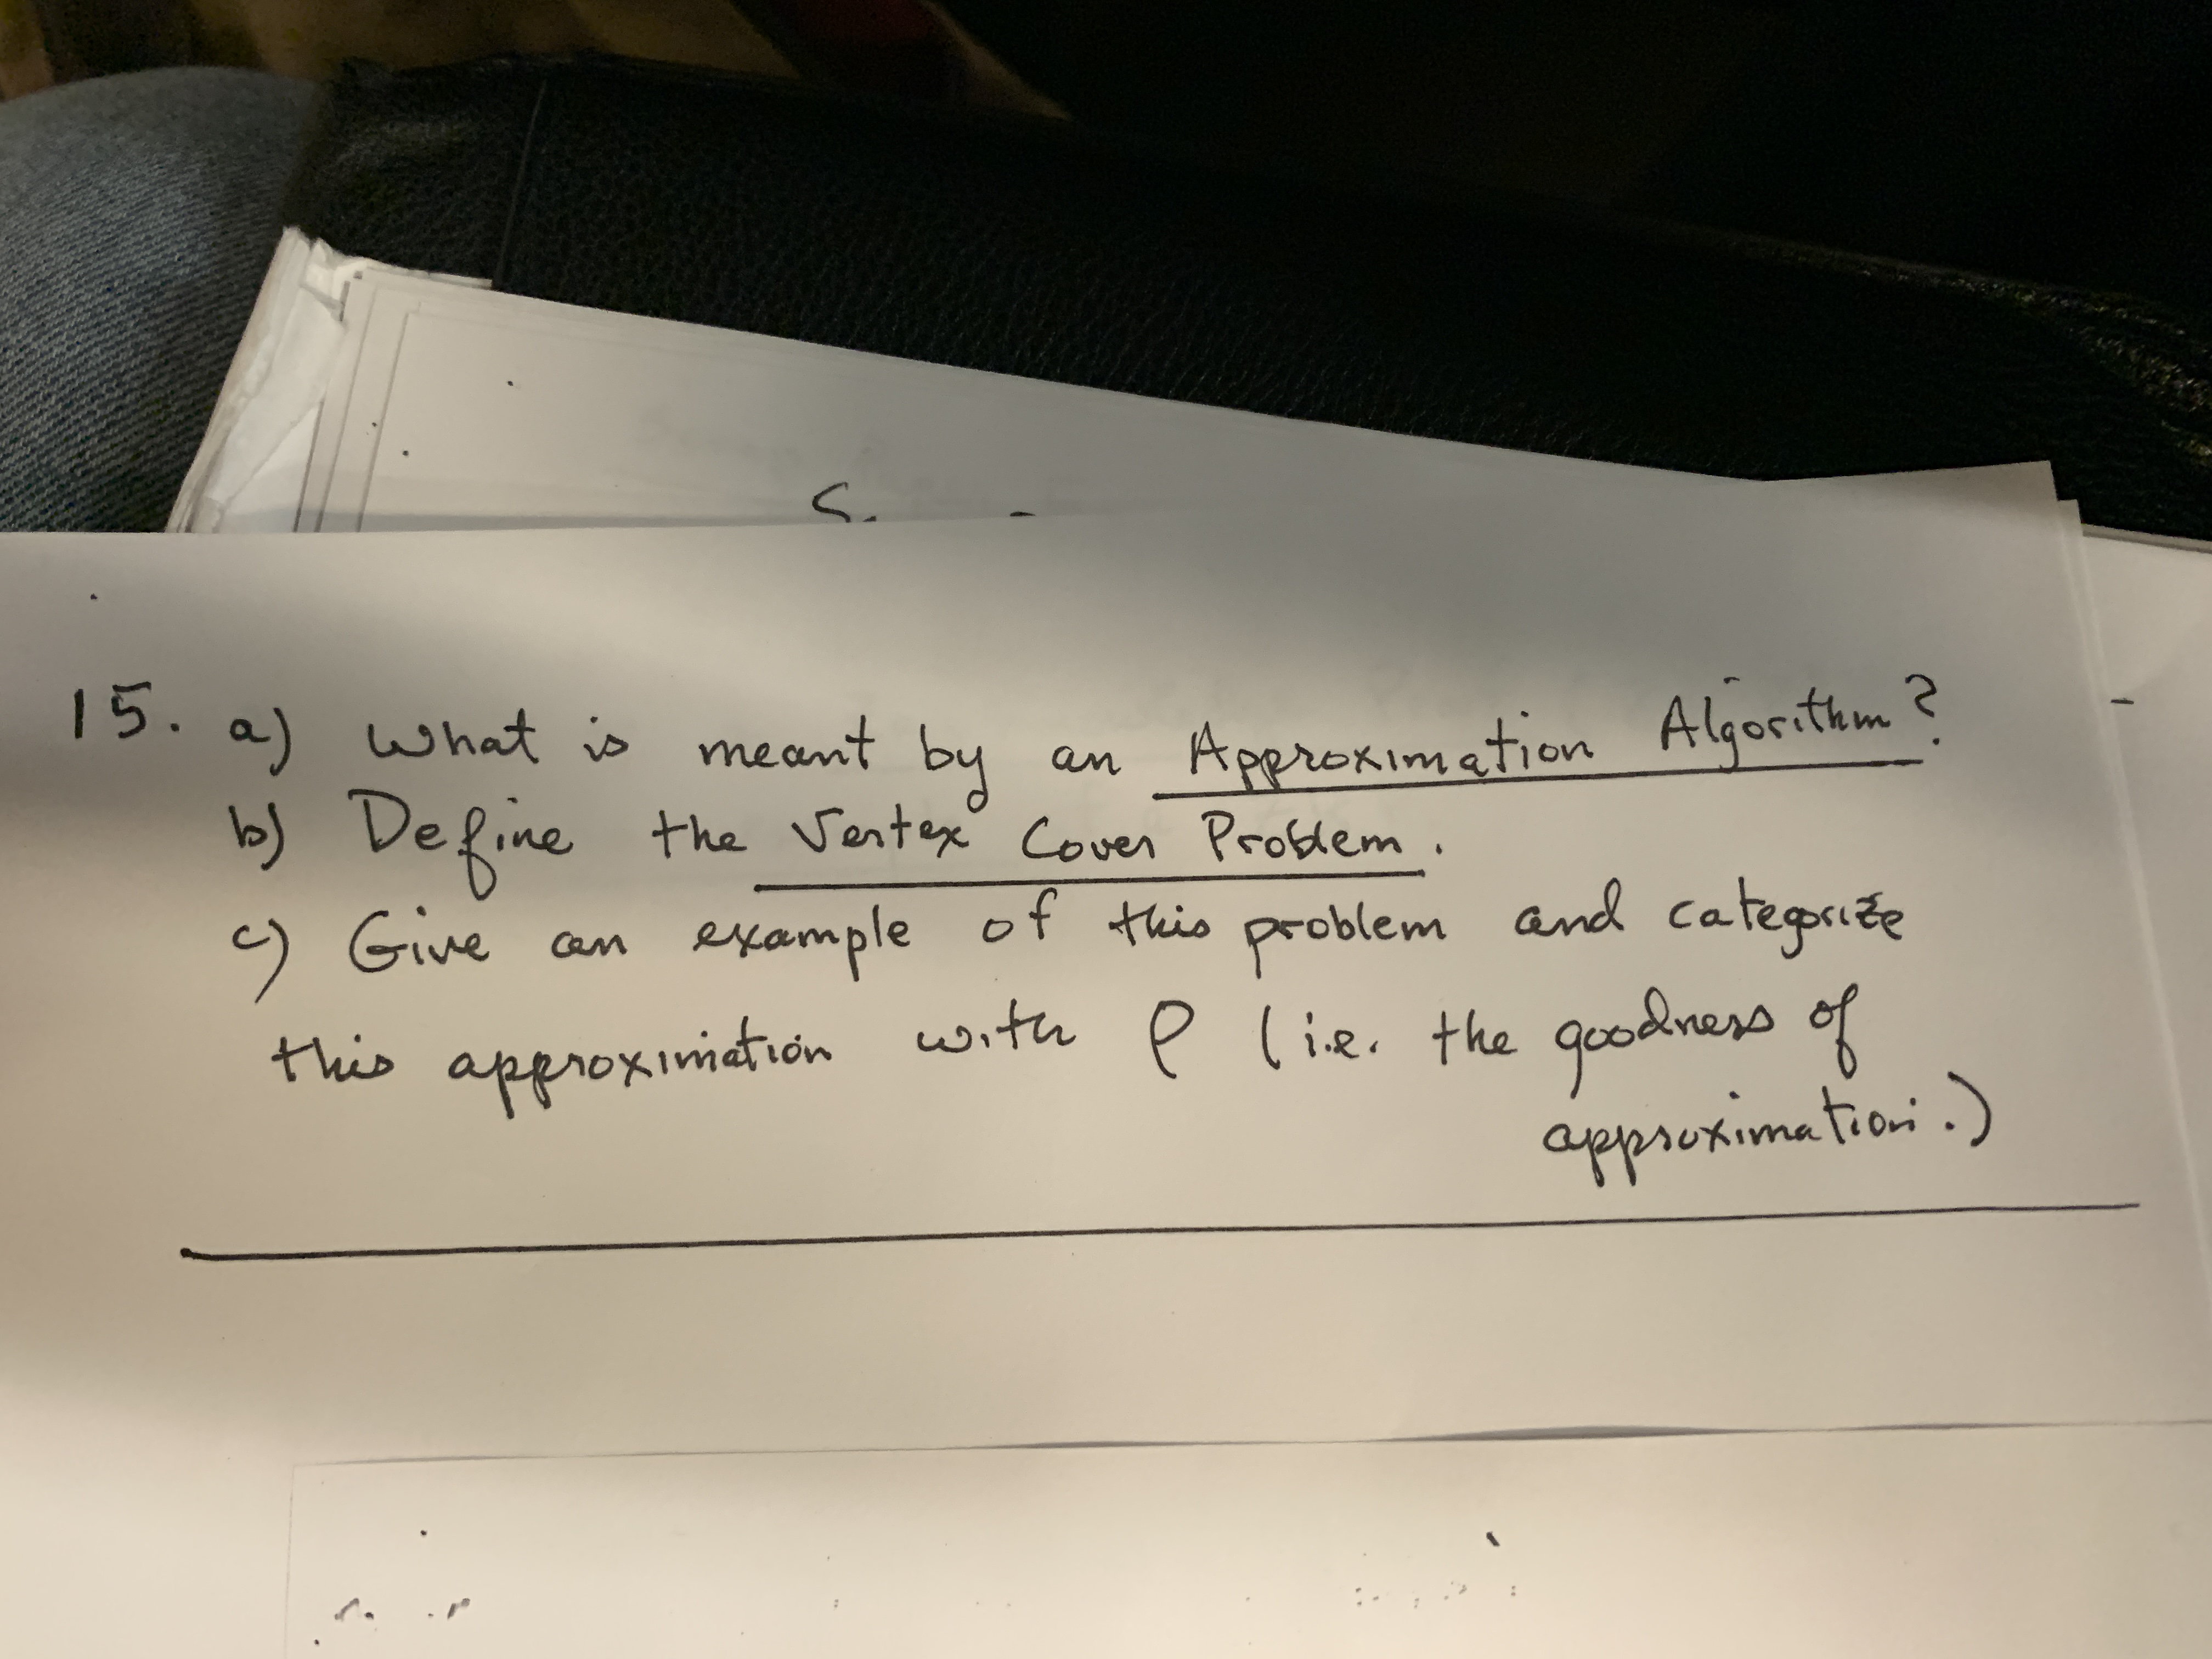 15. a) What is meant by an Approximation Algorithm?
b) Define the Vertex Cover Problem.
c) Give an example of this problem and categorize
this approximation with ρ (i.e. the goodness of
approximation.)